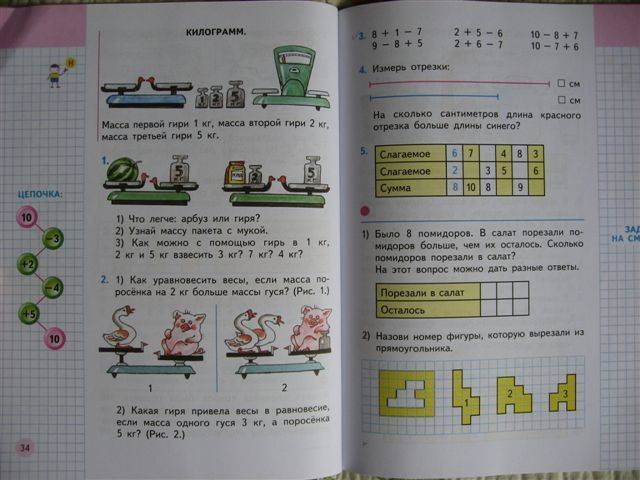 КИЛОГРАММ.
Масса первой гири 1 кг, масса второй гири 2 кг,
масса третьей гири 5 кг.
1.
1) Что легче: арбуз или гиря?
2) Узнай массу пакета с мукой.
3) Как можно с помощью гирь в 1 кг,
2 кг и 5 кг взвесить 3 кг? 7 кг? 4 кг?
2. 1) Как уравновесить весы, если масса по-
росёнка на 2 кг больше массы гуся? (Рис. 1.)
1 2
2) Какая гиря привела весы в равновесие,
если масса одного гуся 3 кг, а поросёнка
5 кг? (Рис. 2.)
ЦЕПОЧКА:
10
−3
+2
−4
+5
10
34
3. 8 + 1 − 7 2 + 5 − 6 10 − 8 + 7
9 − 8 + 5 2 + 6 − 7 10 − 7 + 6
4. Измерь отрезки:
см
см
На сколько сантиметров длина красного
отрезка больше длины синего?
5.
Слагаемое 6 7 4 8 3
Слагаемое 2 3 5 6
Сумма 8 10 8 9
1) Было 8 помидоров. В салат порезали по-
мидоров больше, чем их осталось. Сколько
помидоров порезали в салат?
На этот вопрос можно дать разные ответы.
Порезали в салат
Осталось
2) Назови номер фигуры, которую вырезали из
прямоугольника.
1 2 3
ЗАД
НА СМ